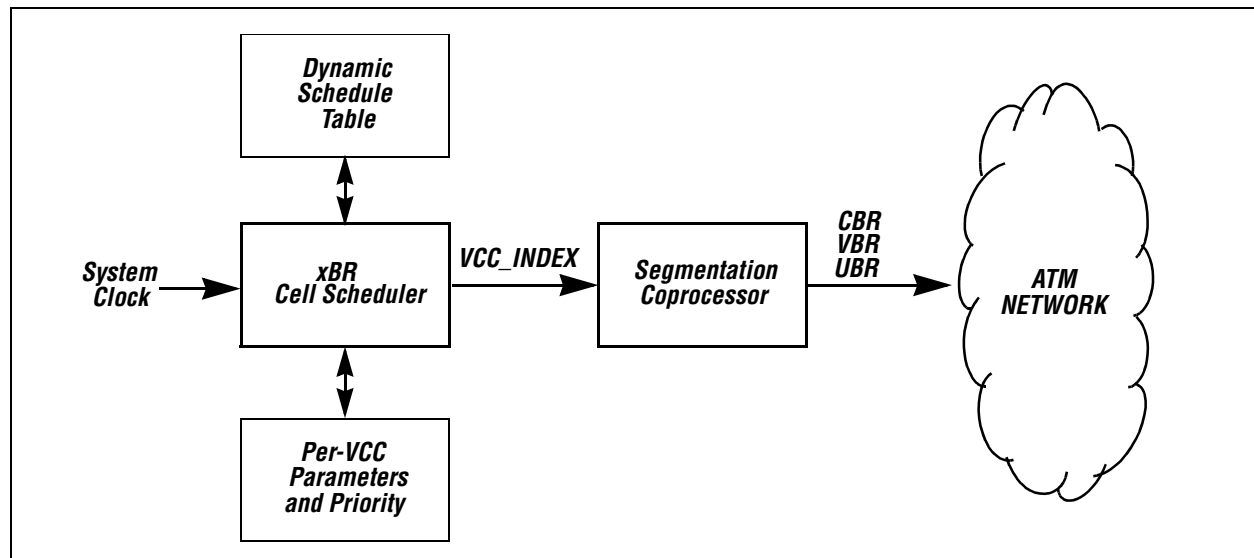 Dynamic
Schedule
Table
System
Clock
xBR
Cell Scheduler
VCC_INDEX
Segmentation
Coprocessor
CBR
VBR
UBR
ATM
NETWORK
Per-VCC
Parameters
and Priority